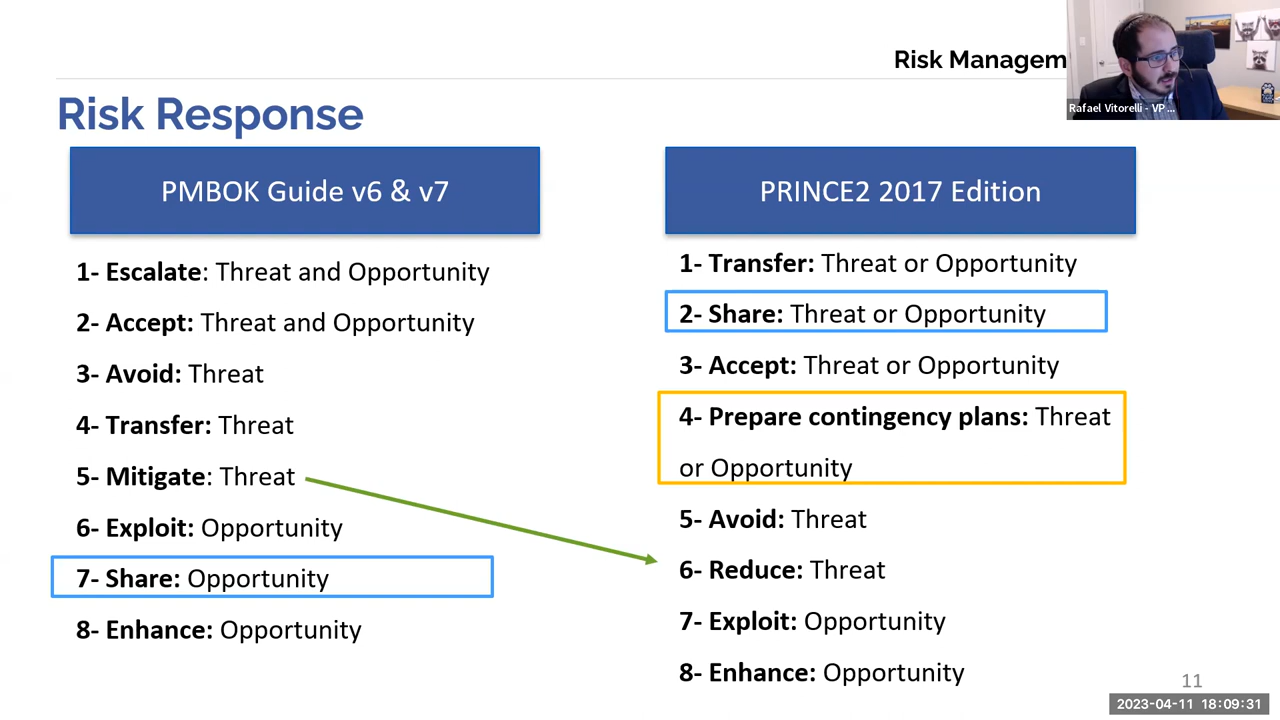 Risk Managem
Rafael Vitorelli - VP ...
Risk Response
PMBOK Guide v6 & v7
1- Escalate: Threat and Opportunity
2- Accept: Threat and Opportunity
3- Avoid: Threat
4- Transfer: Threat
5- Mitigate: Threat
6- Exploit: Opportunity
7- Share: Opportunity
8- Enhance: Opportunity
PRINCE2 2017 Edition
1- Transfer: Threat or Opportunity
2- Share: Threat or Opportunity
3- Accept: Threat or Opportunity
4- Prepare contingency plans: Threat
or Opportunity
5- Avoid: Threat
6- Reduce: Threat
7- Exploit: Opportunity
8- Enhance: Opportunity
11
2023-04-11 18:09:31